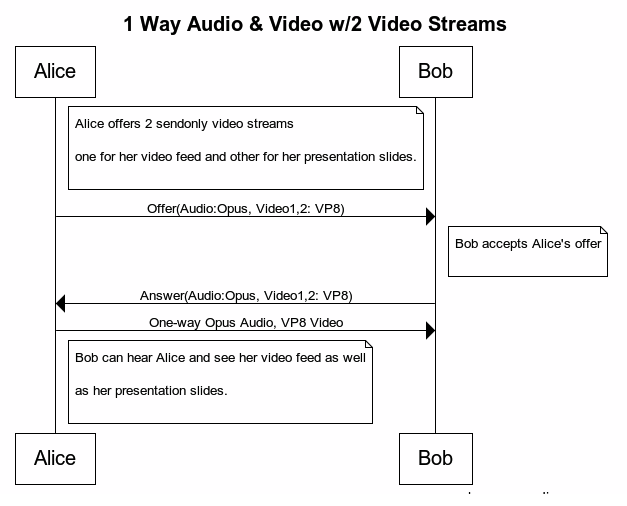 1 Way Audio & Video w/2 Video Streams
Alice
Bob
Alice offers 2 sendonly video streams
one for her video feed and other for her presentation slides.
Offer(Audio:Opus, Video1,2: VP8)
Bob accepts Alice's offer
Answer(Audio:Opus, Video1,2: VP8)
One-way Opus Audio, VP8 Video
Bob can hear Alice and see her video feed as well
as her presentation slides.
Alice
Bob